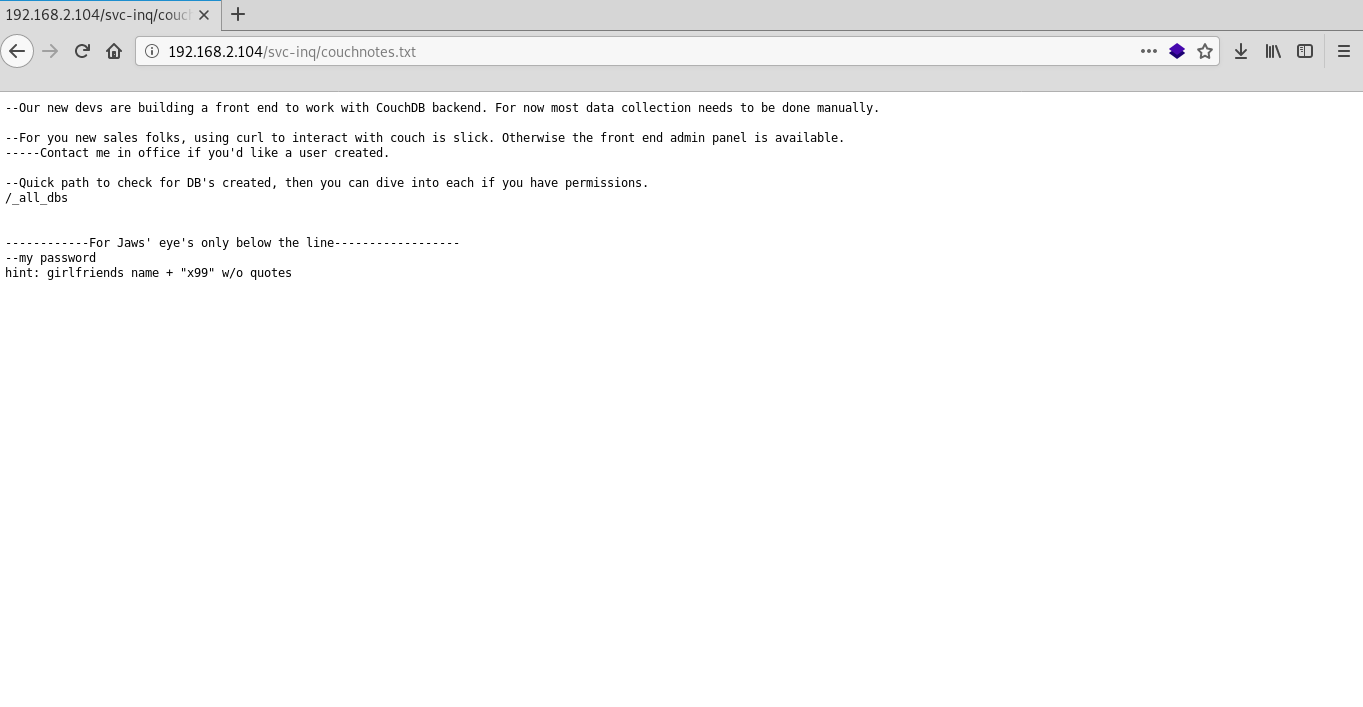 192.168.2.104/svc-inq/couc
192.168.2.104/svc-inq/couchnotes.txt
--Our new devs are building a front end to work with CouchDB backend. For now most data collection needs to be done manually.
--For you new sales folks, using curl to interact with couch is slick. Otherwise the front end admin panel is available.
-----Contact me in office if you'd like a user created.
--Quick path to check for DB's created, then you can dive into each if you have permissions.
/_all_dbs
------------For Jaws' eye's only below the line------------------
--my password
hint: girlfriends name + "x99" w/o quotes